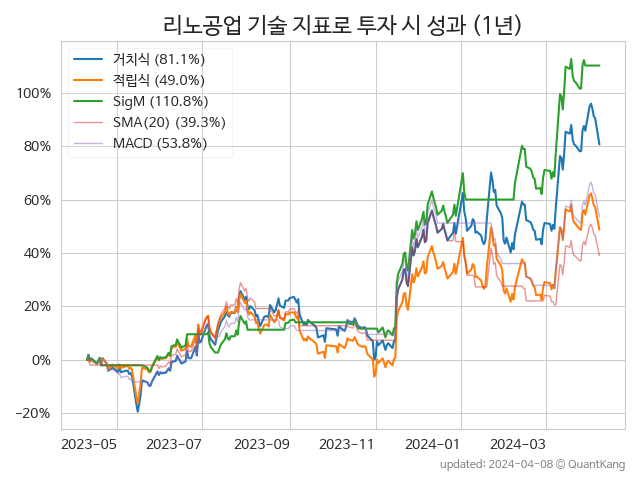 리노공업 기술 지표로 투자 시 성과 (1년)
거치식 (81.1%)
적립식 (49.0%)
SigM (110.8%)
SMA(20) (39.3%)
MACD (53.8%)
100%
80%
60%
40%
20%
0%
−20%
2023-05 2023-07 2023-09 2023-11 2024-01 2024-03
updated: 2024-04-08 © QuantKang